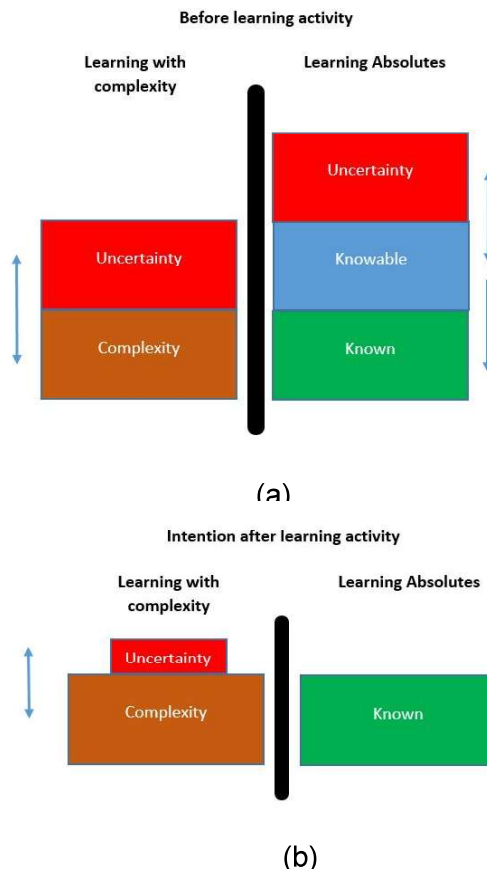 Before learning activity
Learning with
complexity
Learning Absolutes
Uncertainty
Uncertainty
Knowable
Complexity
Known
(a)
Intention after learning activity
Learning with
complexity
Learning Absolutes
Uncertainty
Complexity
Known
(b)